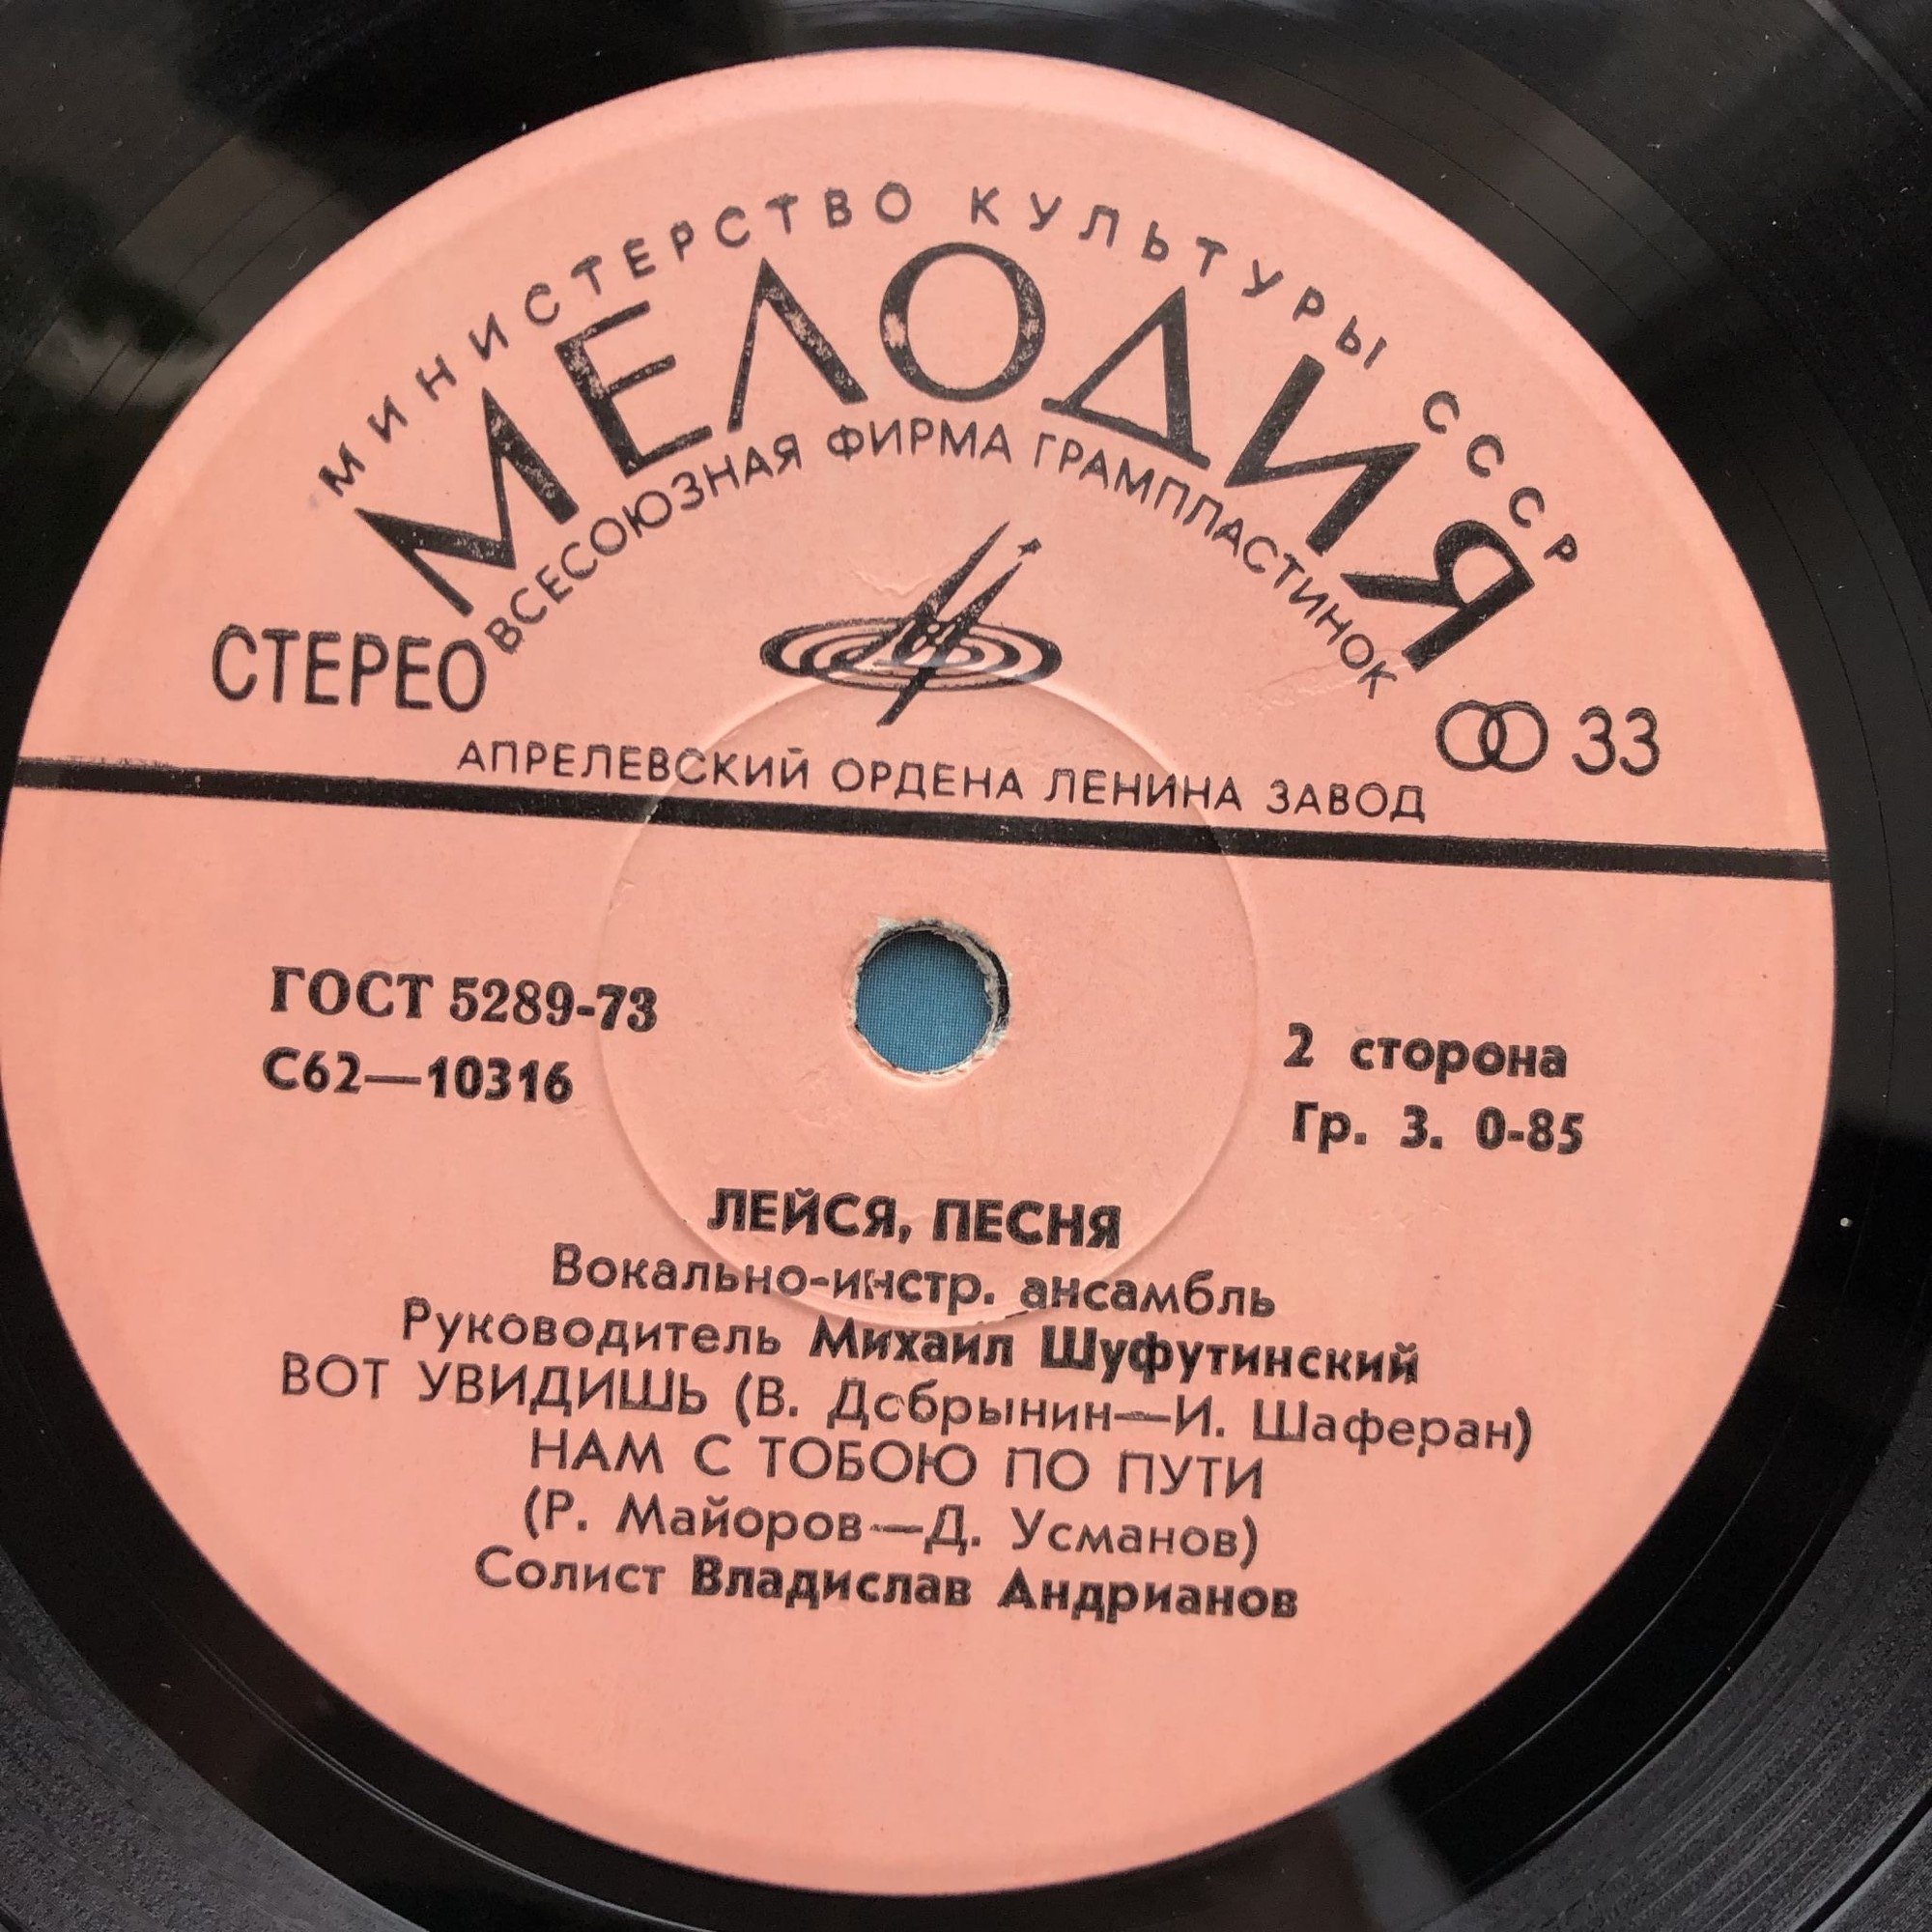 МИНИСТЕРСТВО КУЛЬТУРЫ СССР
МЕЛОДИЯ
ВСЕСОЮЗНАЯ ФИРМА ГРАМПЛАСТИНОК
СТЕРЕО
33
АПРЕЛЕВСКИЙ ОРДЕНА ЛЕНИНА ЗАВОД
ГОСТ 5289-73
С62—10316
2 сторона
Гр. 3. 0-85
ЛЕЙСЯ, ПЕСНЯ
Вокально-инстр. ансамбль
Руководитель Михаил Шуфутинский
ВОТ УВИДИШЬ (В. Добрынин—И. Шаферан)
НАМ С ТОБОЮ ПО ПУТИ
(Р. Майоров—Д. Усманов)
Солист Владислав Андрианов